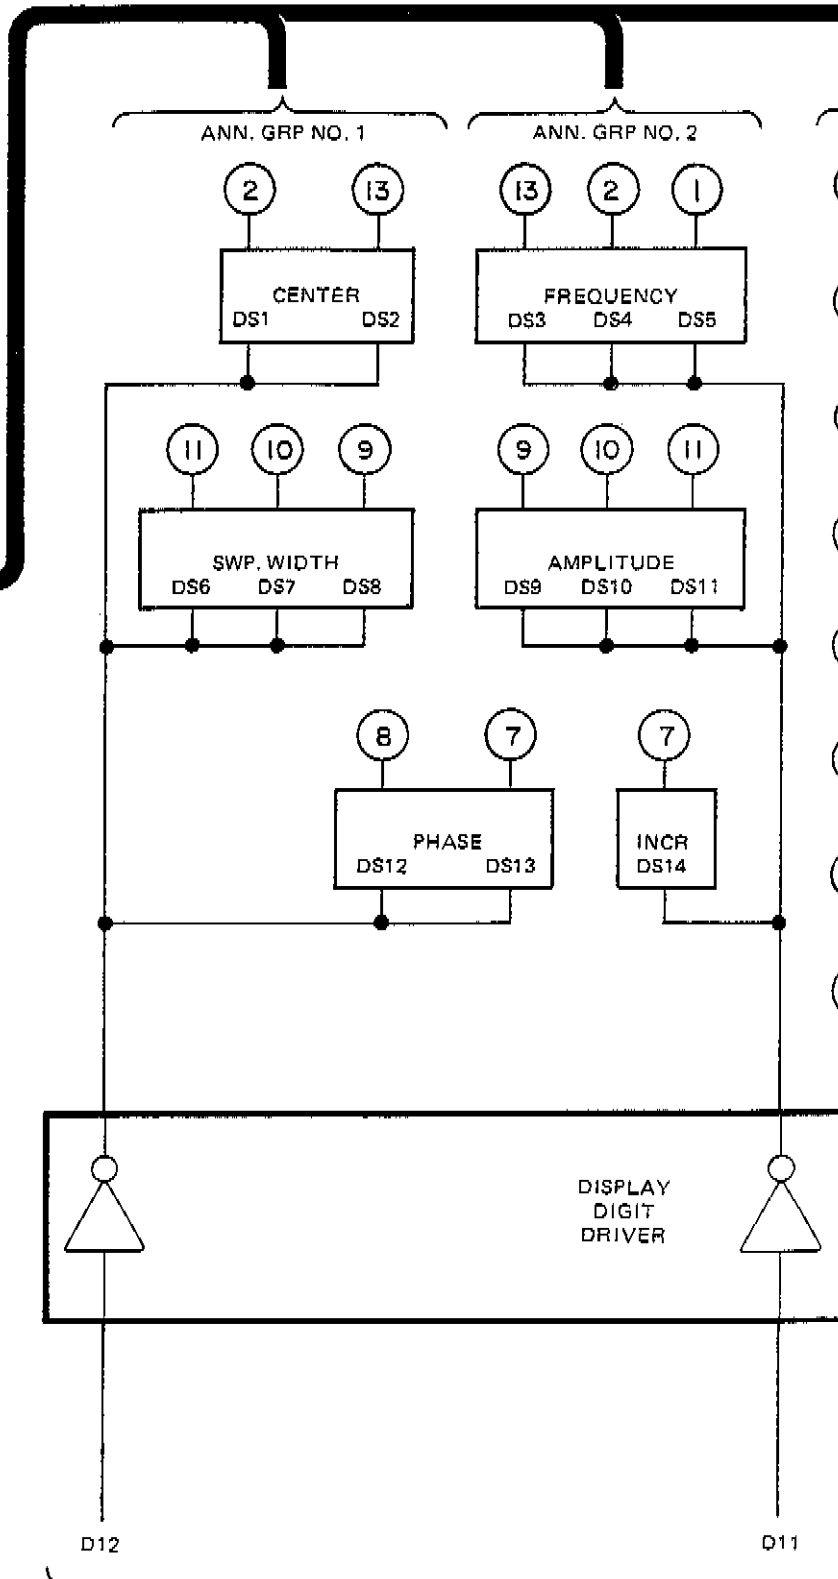 ANN. GRP NO. 1
ANN. GRP NO. 2
2 13
13 2 1
CENTER
DS1 DS2
FREQUENCY
DS3 DS4 DS5
11 10 9
9 10 11
SWP. WIDTH
DS6 DS7 DS8
AMPLITUDE
DS9 DS10 DS11
8 7
7
PHASE
DS12 DS13
INCR
DS14
DISPLAY
DIGIT
DRIVER
D12
D11